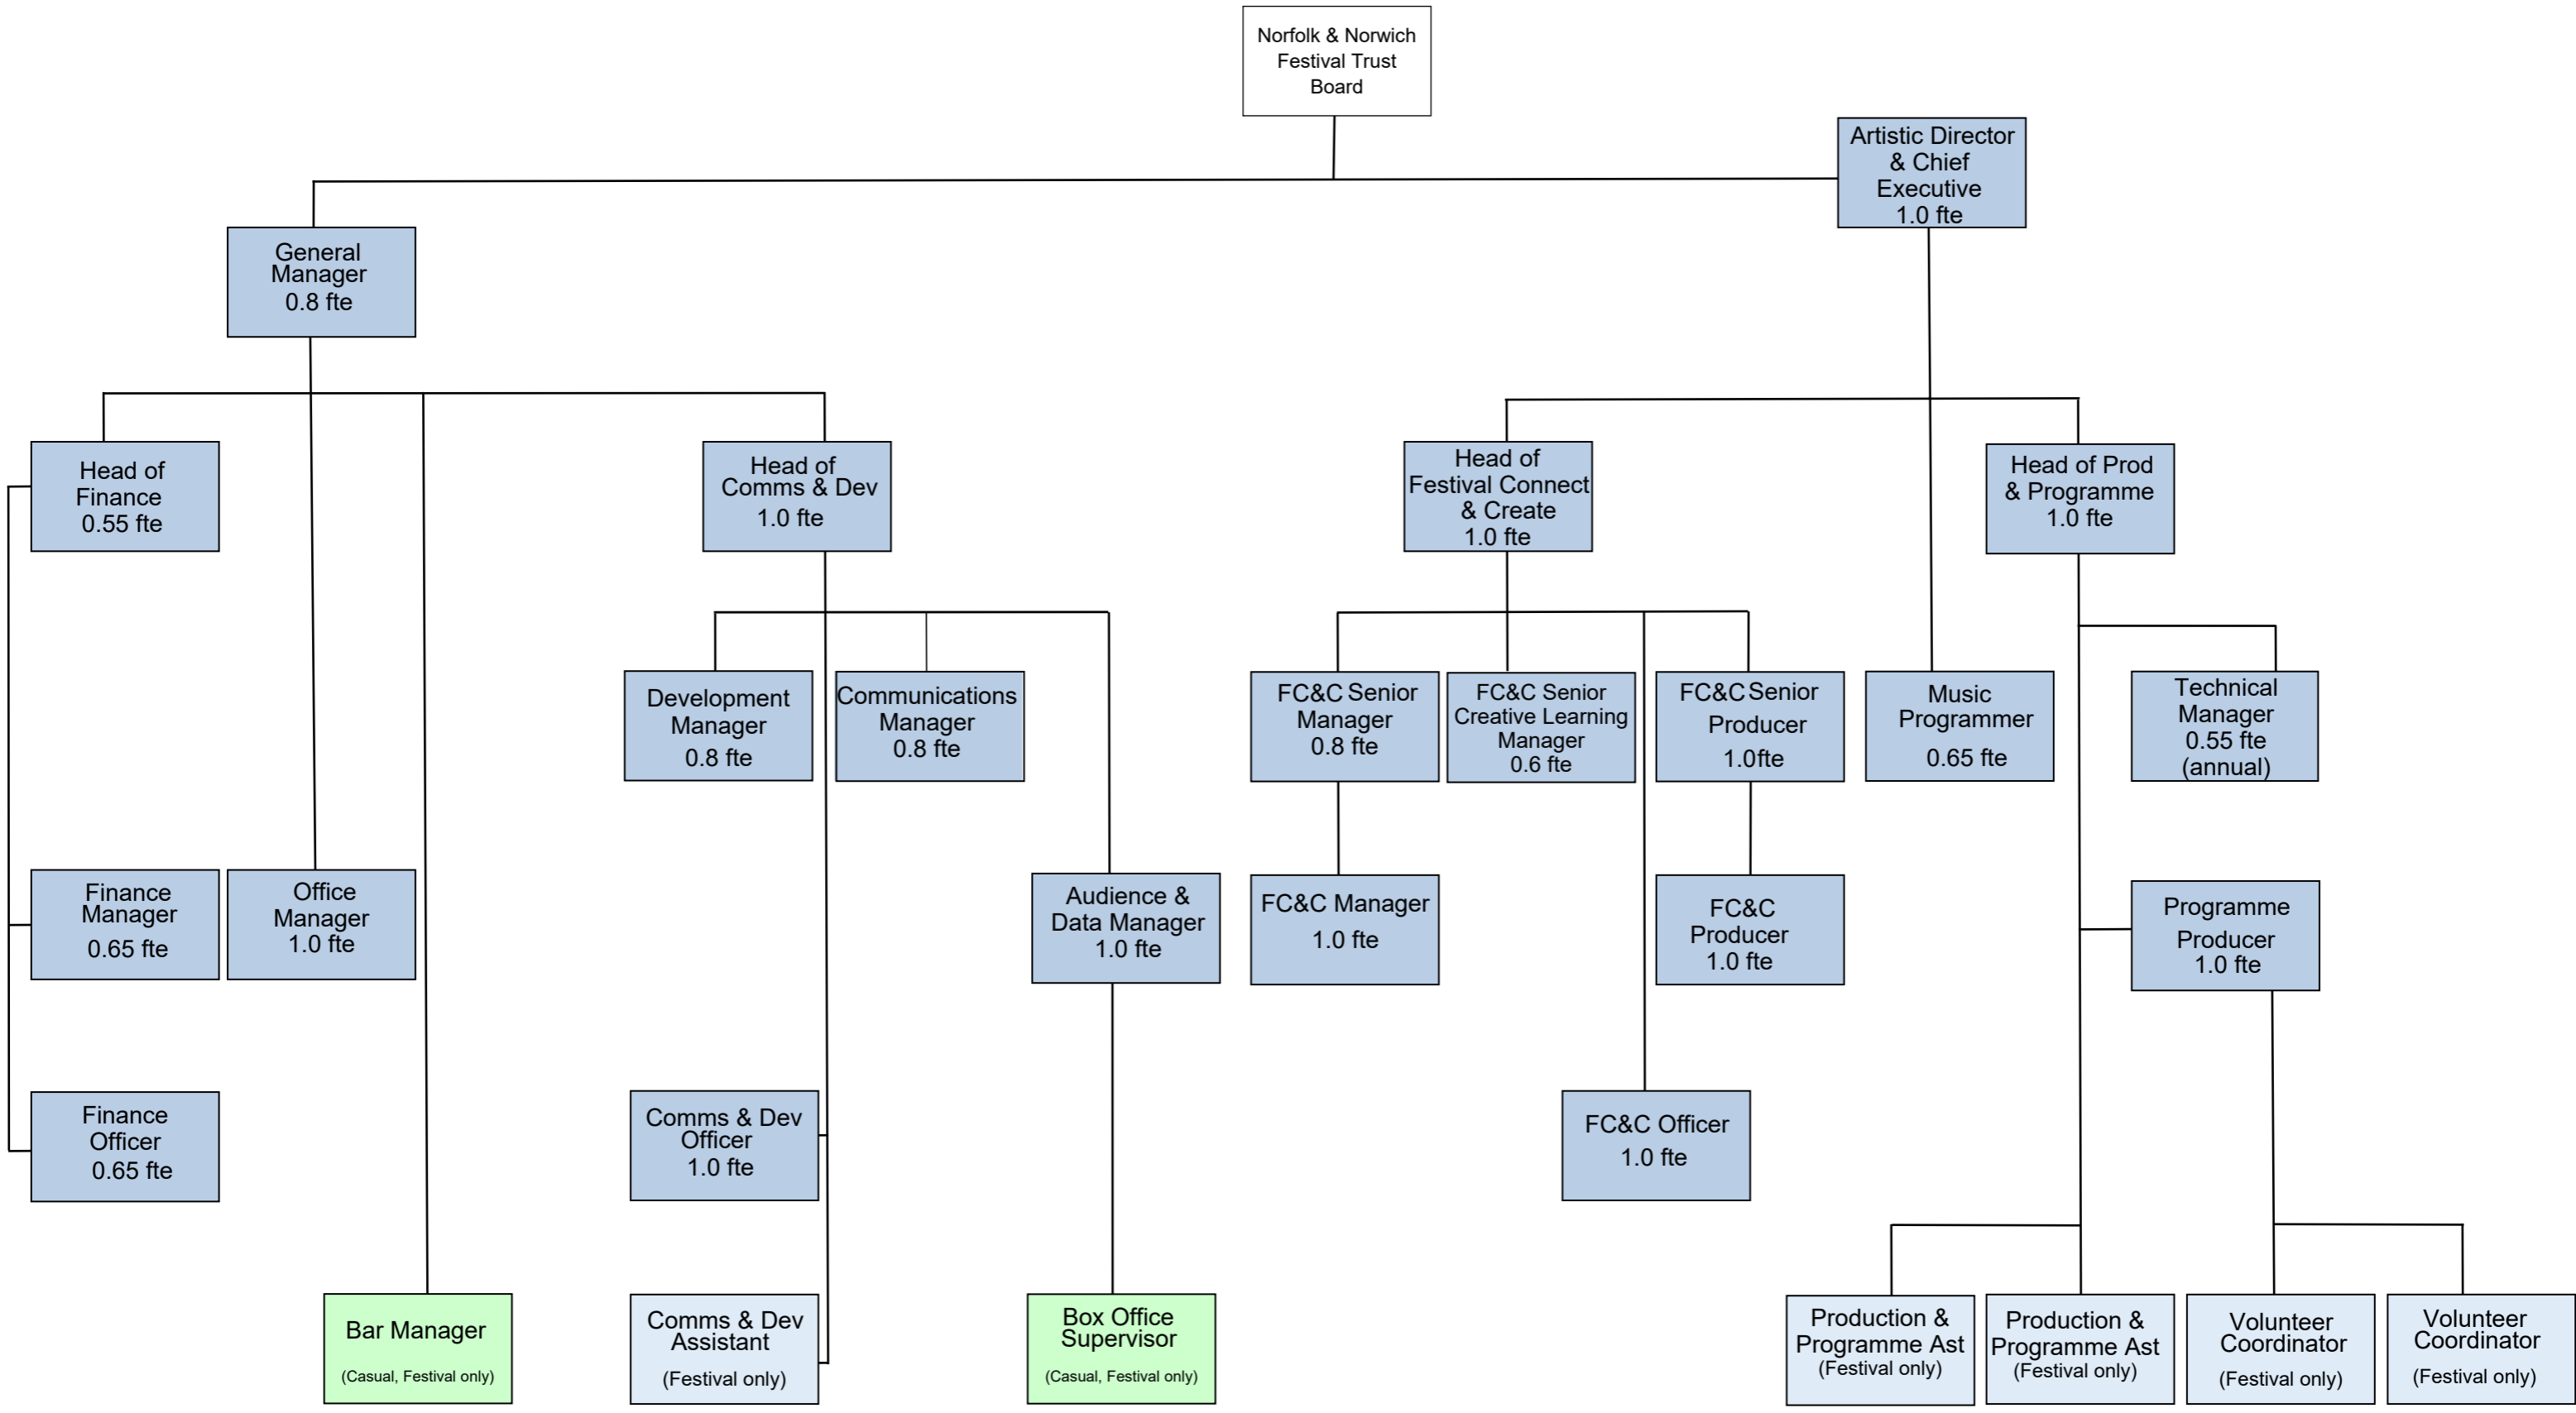 Norfolk & Norwich
Festival Trust
Board
Artistic Director
& Chief
Executive
1.0 fte
General
Manager
0.8 fte
Head of
Finance
0.55 fte
Head of
Comms & Dev
1.0 fte
Head of
Festival Connect
& Create
1.0 fte
Head of Prod
& Programme
1.0 fte
Development
Manager
0.8 fte
Communications
Manager
0.8 fte
FC&C Senior
Manager
0.8 fte
FC&C Senior
Creative Learning
Manager
0.6 fte
FC&C Senior
Producer
1.0fte
Music
Programmer
0.65 fte
Technical
Manager
0.55 fte
(annual)
Finance
Manager
0.65 fte
Office
Manager
1.0 fte
Audience &
Data Manager
1.0 fte
FC&C Manager
1.0 fte
FC&C
Producer
1.0 fte
Programme
Producer
1.0 fte
Finance
Officer
0.65 fte
Comms & Dev
Officer
1.0 fte
FC&C Officer
1.0 fte
Bar Manager
(Casual, Festival only)
Comms & Dev
Assistant
(Festival only)
Box Office
Supervisor
(Casual, Festival only)
Production &
Programme Ast
(Festival only)
Production &
Programme Ast
(Festival only)
Volunteer
Coordinator
(Festival only)
Volunteer
Coordinator
(Festival only)